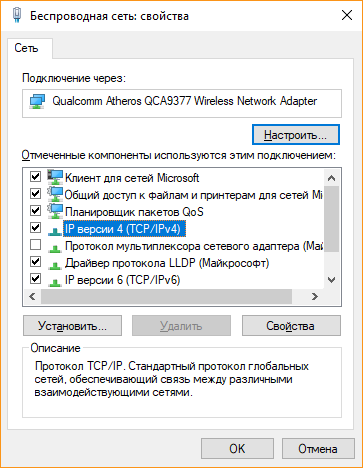 Беспроводная сеть: свойства
Сеть
Подключение через:
Qualcomm Atheros QCA9377 Wireless Network Adapter
Настроить...
Отмеченные компоненты используются этим подключением:
Клиент для сетей Microsoft
Общий доступ к файлам и принтерам для сетей Mi
Планировщик пакетов QoS
IP версии 4 (TCP/IPv4)
Протокол мультиплексора сетевого адаптера (Ma
Драйвер протокола LLDP (Майкрософт)
IP версии 6 (TCP/IPv6)
Установить...
Удалить
Свойства
Описание
Протокол TCP/IP. Стандартный протокол глобальных
сетей, обеспечивающий связь между различными
взаимодействующими сетями.
OK
Отмена